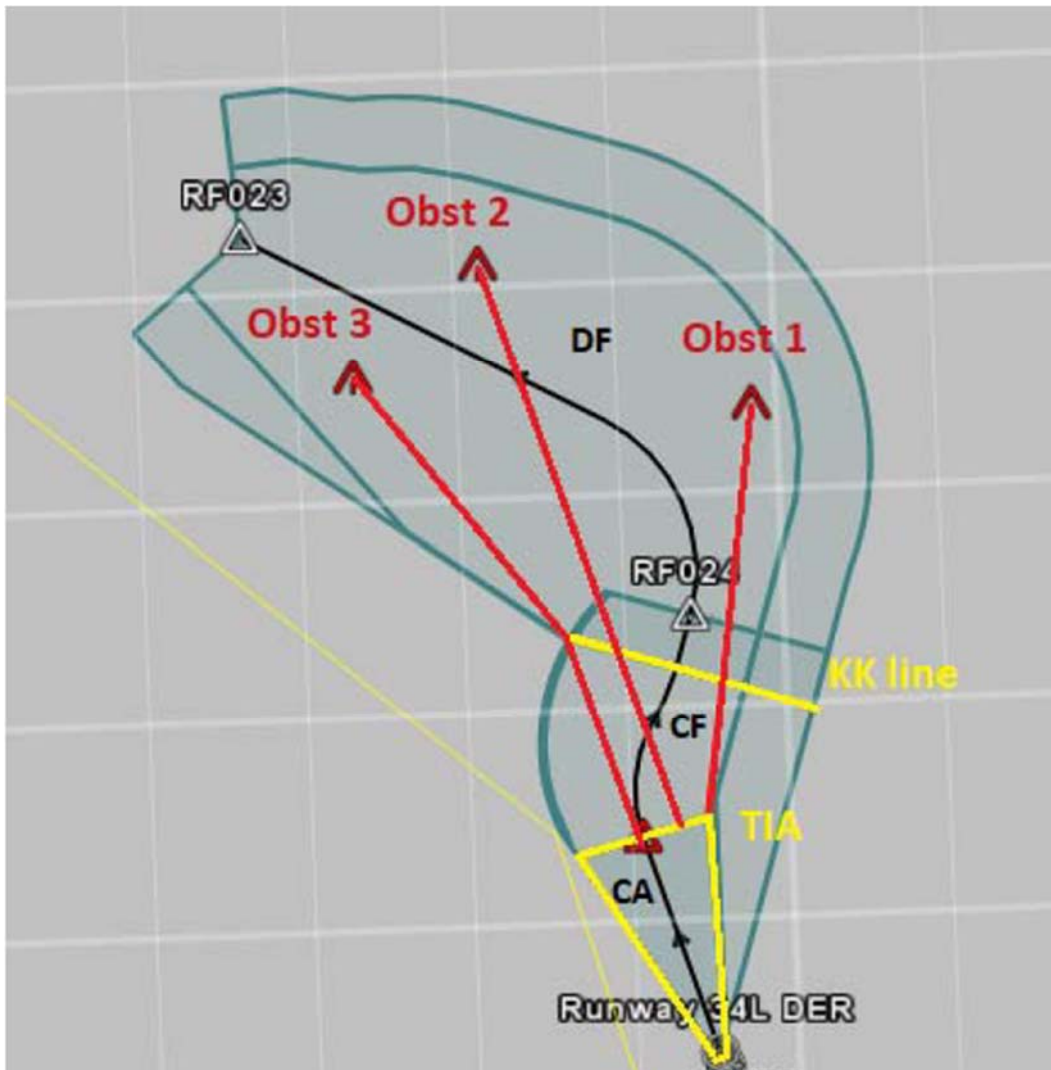 RF023
Obst 2
Obst 3
DF
Obst 1
RF024
KK line
CF
TIA
CA
Runway 34L DER